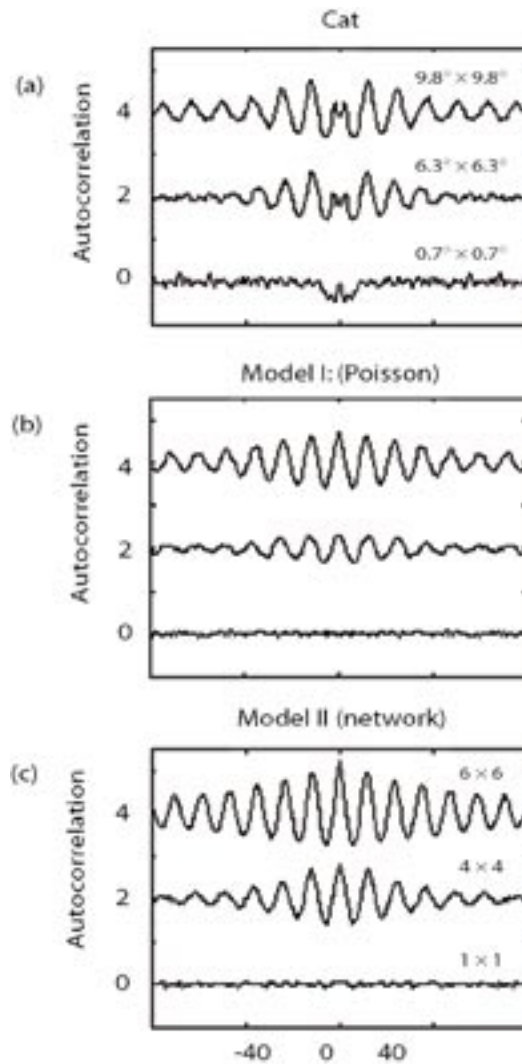 Cat
(a)
Autocorrelation
4
2
0
9.8° × 9.8°
6.3° × 6.3°
0.7° × 0.7°
Model I: (Poisson)
(b)
Autocorrelation
4
2
0
Model II (network)
(c)
Autocorrelation
4
2
0
6 × 6
4 × 4
1 × 1
-40 0 40